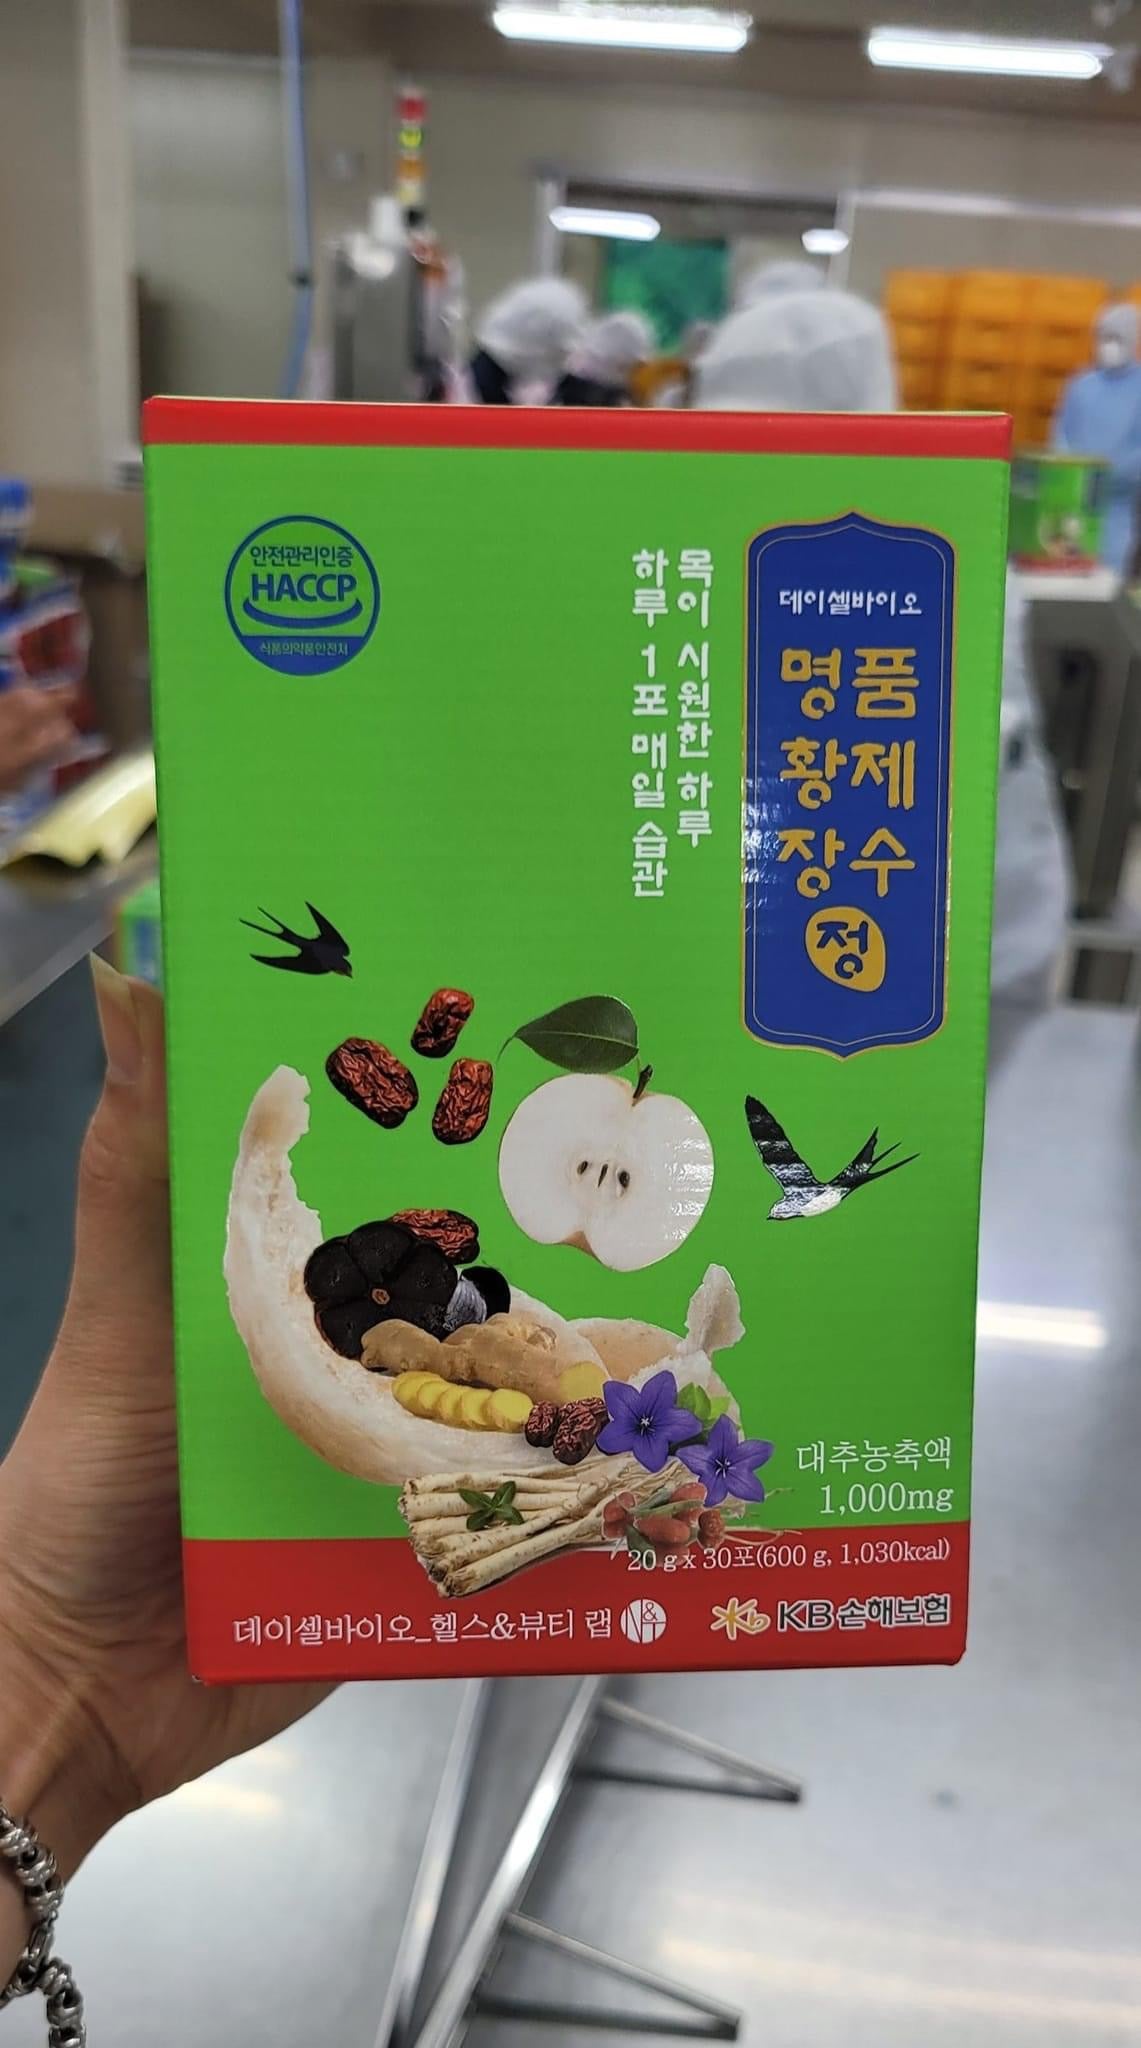 안전관리인증
HACCP
식품의약품안전처
데이셀바이오
명품
황제
장수
정
목이 시원한 하루
하루 1포 매일 습관
대추농축액
1,000mg
20 g x 30포(600 g, 1,030kcal)
데이셀바이오_헬스&뷰티 랩 N&T
KB손해보험